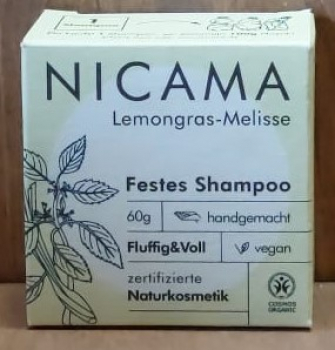 NICAMA
Lemongras-Melisse
Festes Shampoo
60g handgemacht
Fluffig&Voll vegan
zertifizierte
Naturkosmetik
COSMOS
ORGANIC